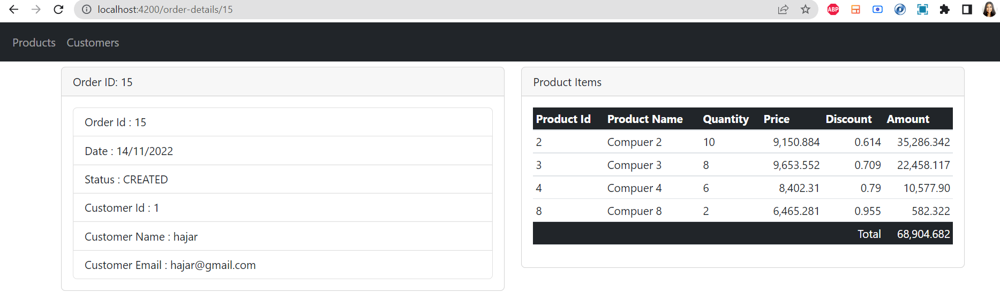 localhost:4200/order-details/15
ABP
Products Customers
Order ID: 15
Order Id : 15
Date : 14/11/2022
Status : CREATED
Customer Id : 1
Customer Name : hajar
Customer Email : hajar@gmail.com
Product Items
Product Id Product Name Quantity Price Discount Amount
2 Compuer 2 10 9,150.884 0.614 35,286.342
3 Compuer 3 8 9,653.552 0.709 22,458.117
4 Compuer 4 6 8,402.31 0.79 10,577.90
8 Compuer 8 2 6,465.281 0.955 582.322
Total 68,904.682